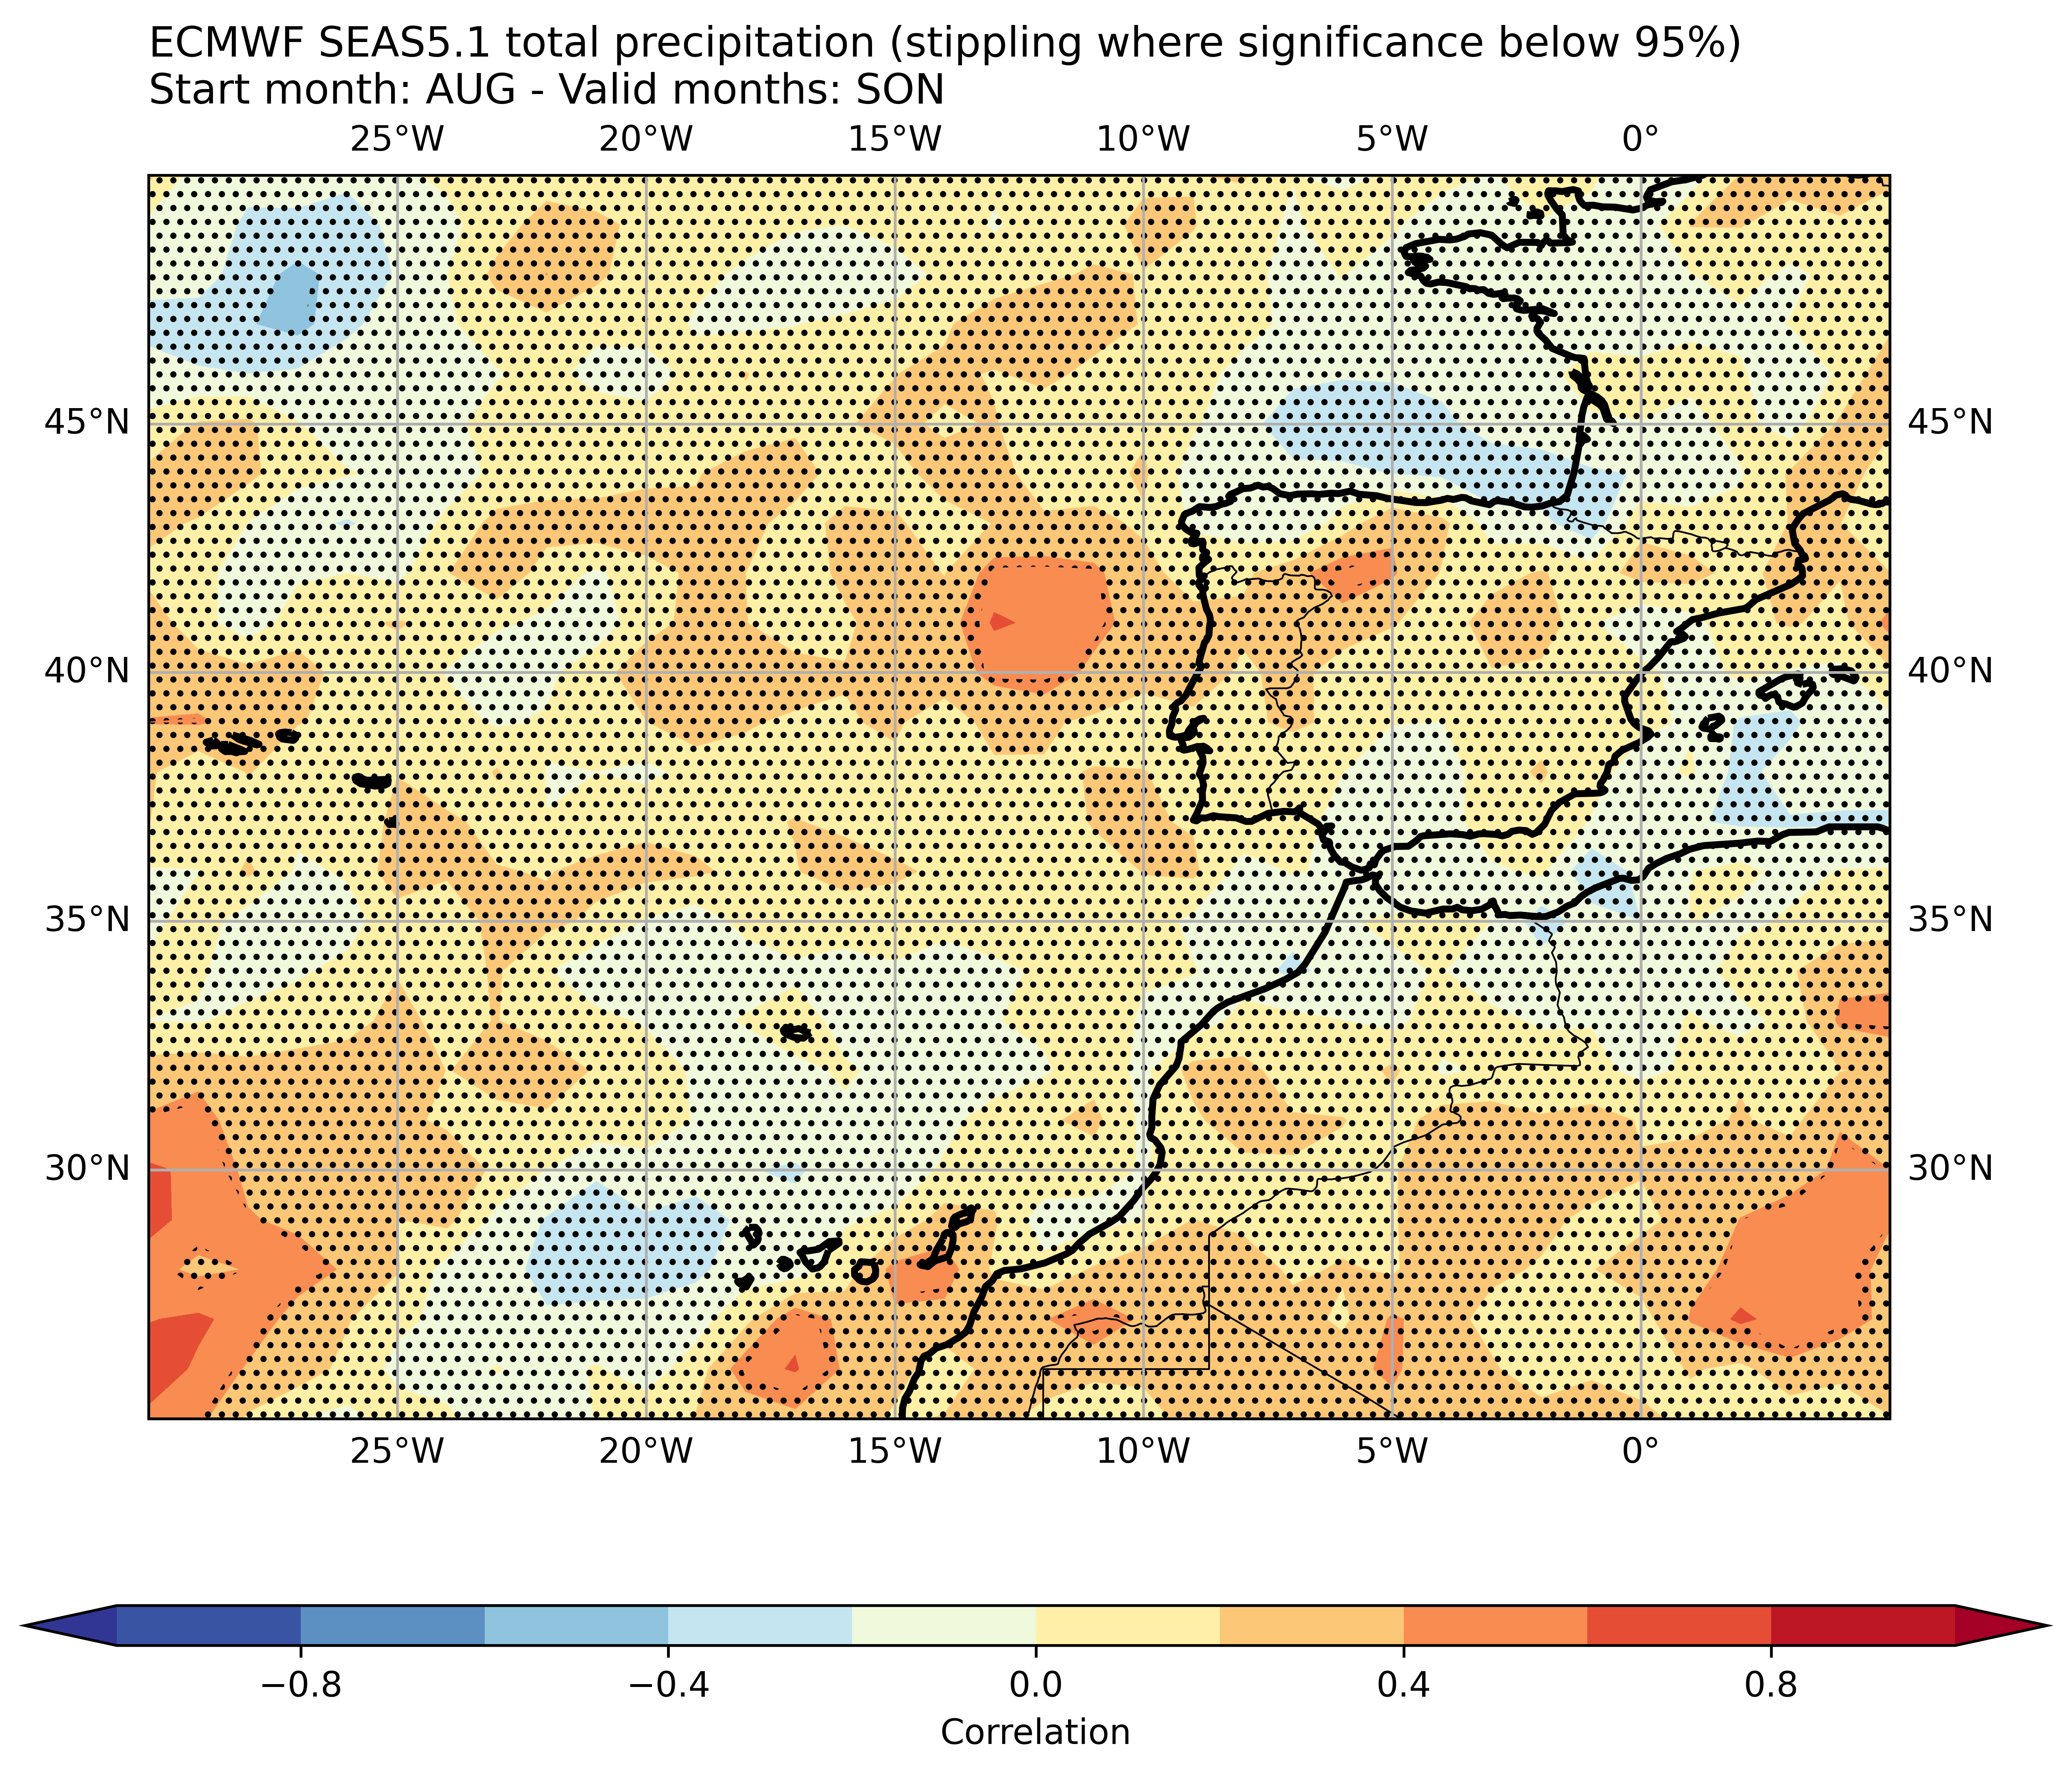 ECMWF SEAS5.1 total precipitation (stippling where significance below 95%)
Start month: AUG - Valid months: SON
25°W 20°W 15°W 10°W 5°W 0°
45°N 45°N
40°N 40°N
35°N 35°N
30°N 30°N
25°W 20°W 15°W 10°W 5°W 0°
−0.8 −0.4 0.0 0.4 0.8
Correlation